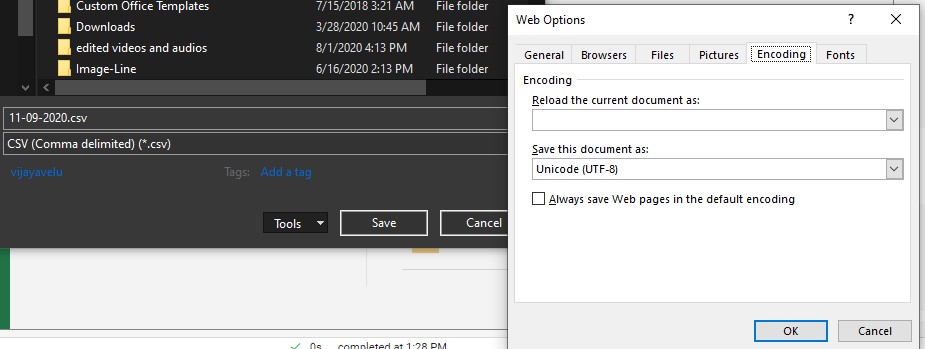 Custom Office Templates 7/15/2018 3:21 AM File folder
Downloads 3/28/2020 10:45 AM File folder
edited videos and audios 8/1/2020 4:13 PM File folder
Image-Line 6/16/2020 2:13 PM File folder
11-09-2020.csv
CSV (Comma delimited) (*.csv)
vijayavelu Tags: Add a tag
Tools Save Cancel
0s completed at 1:28 PM
Web Options ?
General Browsers Files Pictures Encoding Fonts
Encoding
Reload the current document as:
Save this document as:
Unicode (UTF-8)
Always save Web pages in the default encoding
OK Cancel